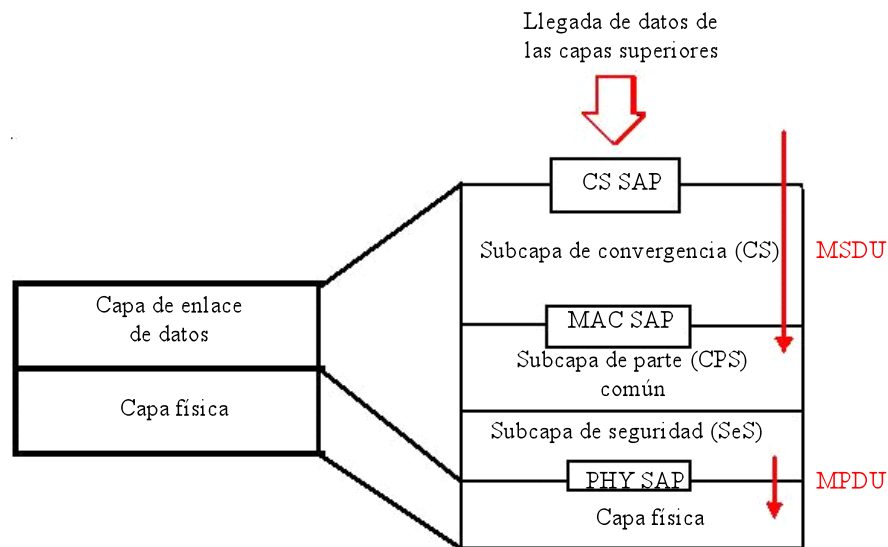 Llegada de datos de
las capas superiores
CS SAP
Subcapa de convergencia (CS)
MSDU
Capa de enlace
de datos
MAC SAP
Subcapa de parte (CPS)
común
Capa física
Subcapa de seguridad (SeS)
PHY SAP
MPDU
Capa física